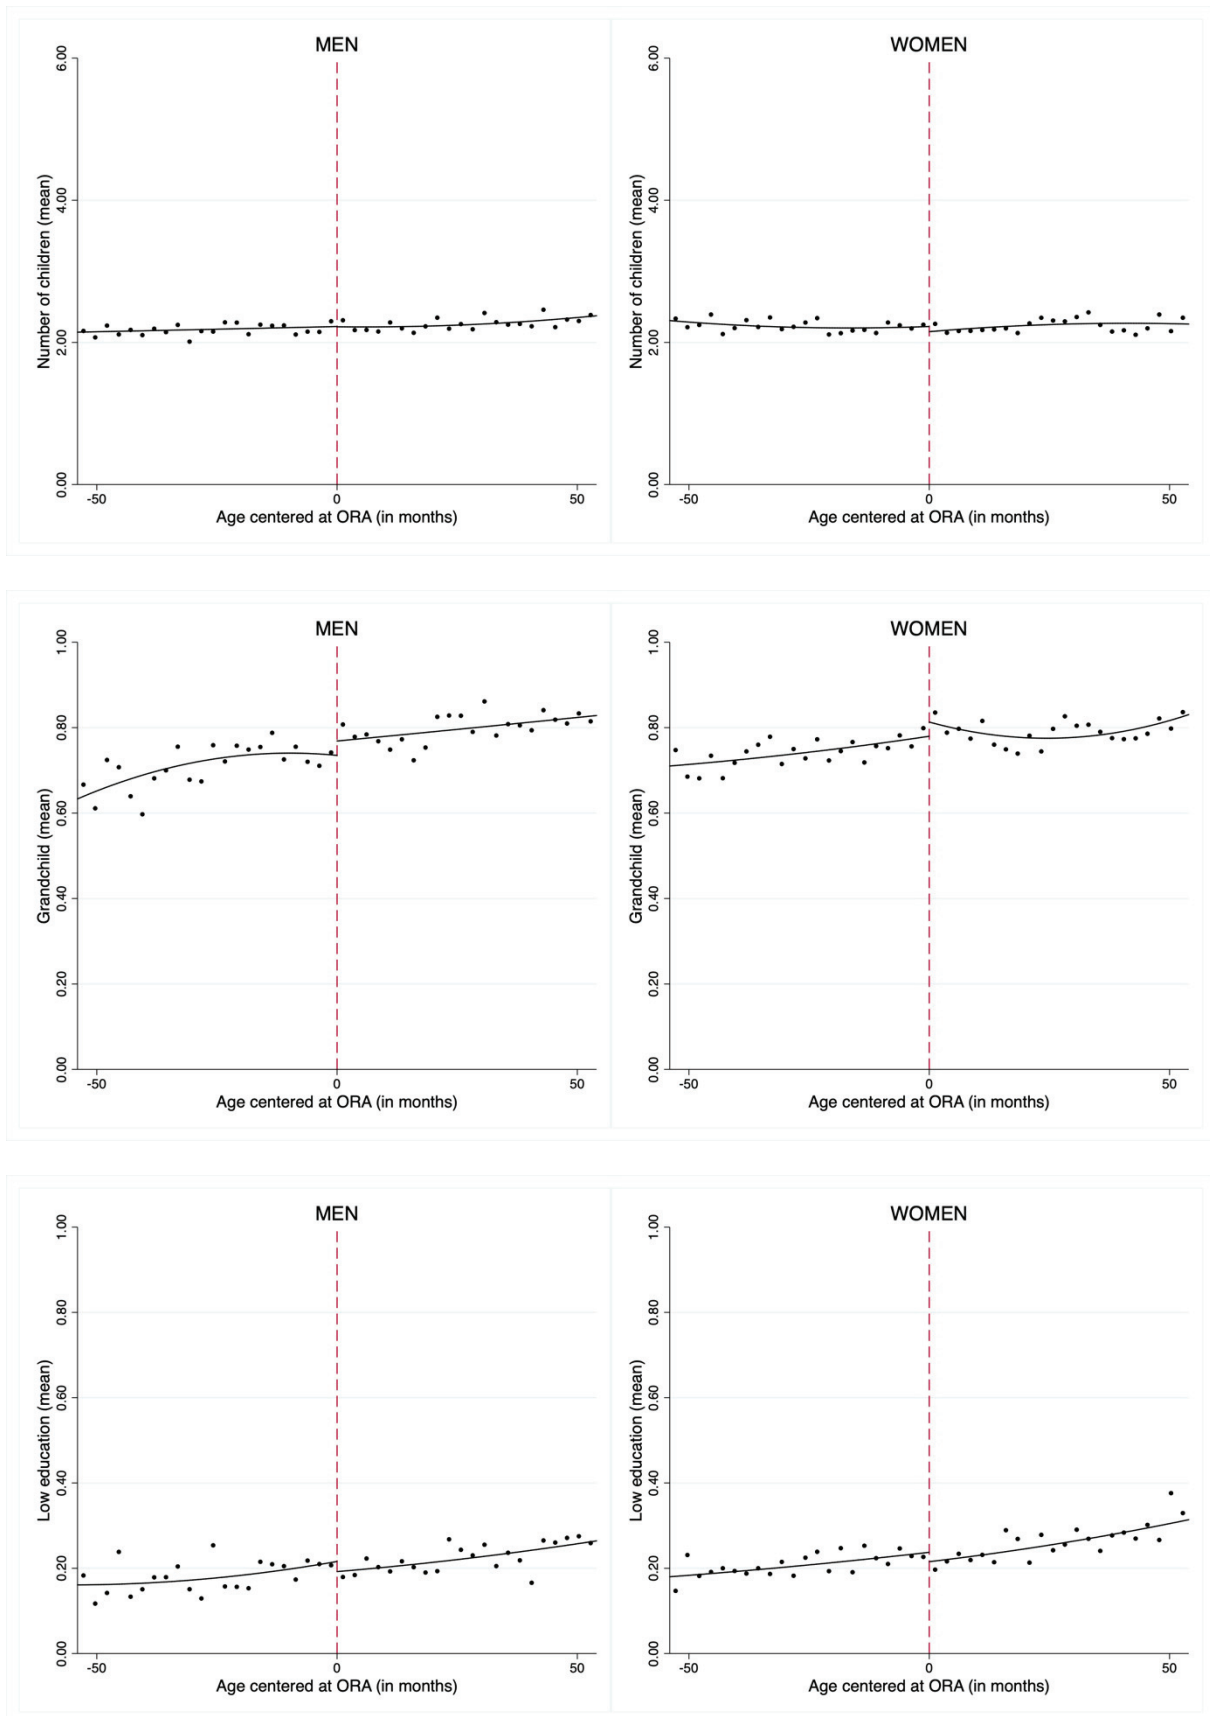 MEN
WOMEN
Number of children (mean)
0.00 2.00 4.00 6.00
-50 0 50
Age centered at ORA (in months)
Number of children (mean)
0.00 2.00 4.00 6.00
-50 0 50
Age centered at ORA (in months)
MEN
WOMEN
Grandchild (mean)
0.00 0.20 0.40 0.60 0.80 1.00
-50 0 50
Age centered at ORA (in months)
Grandchild (mean)
0.00 0.20 0.40 0.60 0.80 1.00
-50 0 50
Age centered at ORA (in months)
MEN
WOMEN
Low education (mean)
0.00 0.20 0.40 0.60 0.80 1.00
-50 0 50
Age centered at ORA (in months)
Low education (mean)
0.00 0.20 0.40 0.60 0.80 1.00
-50 0 50
Age centered at ORA (in months)